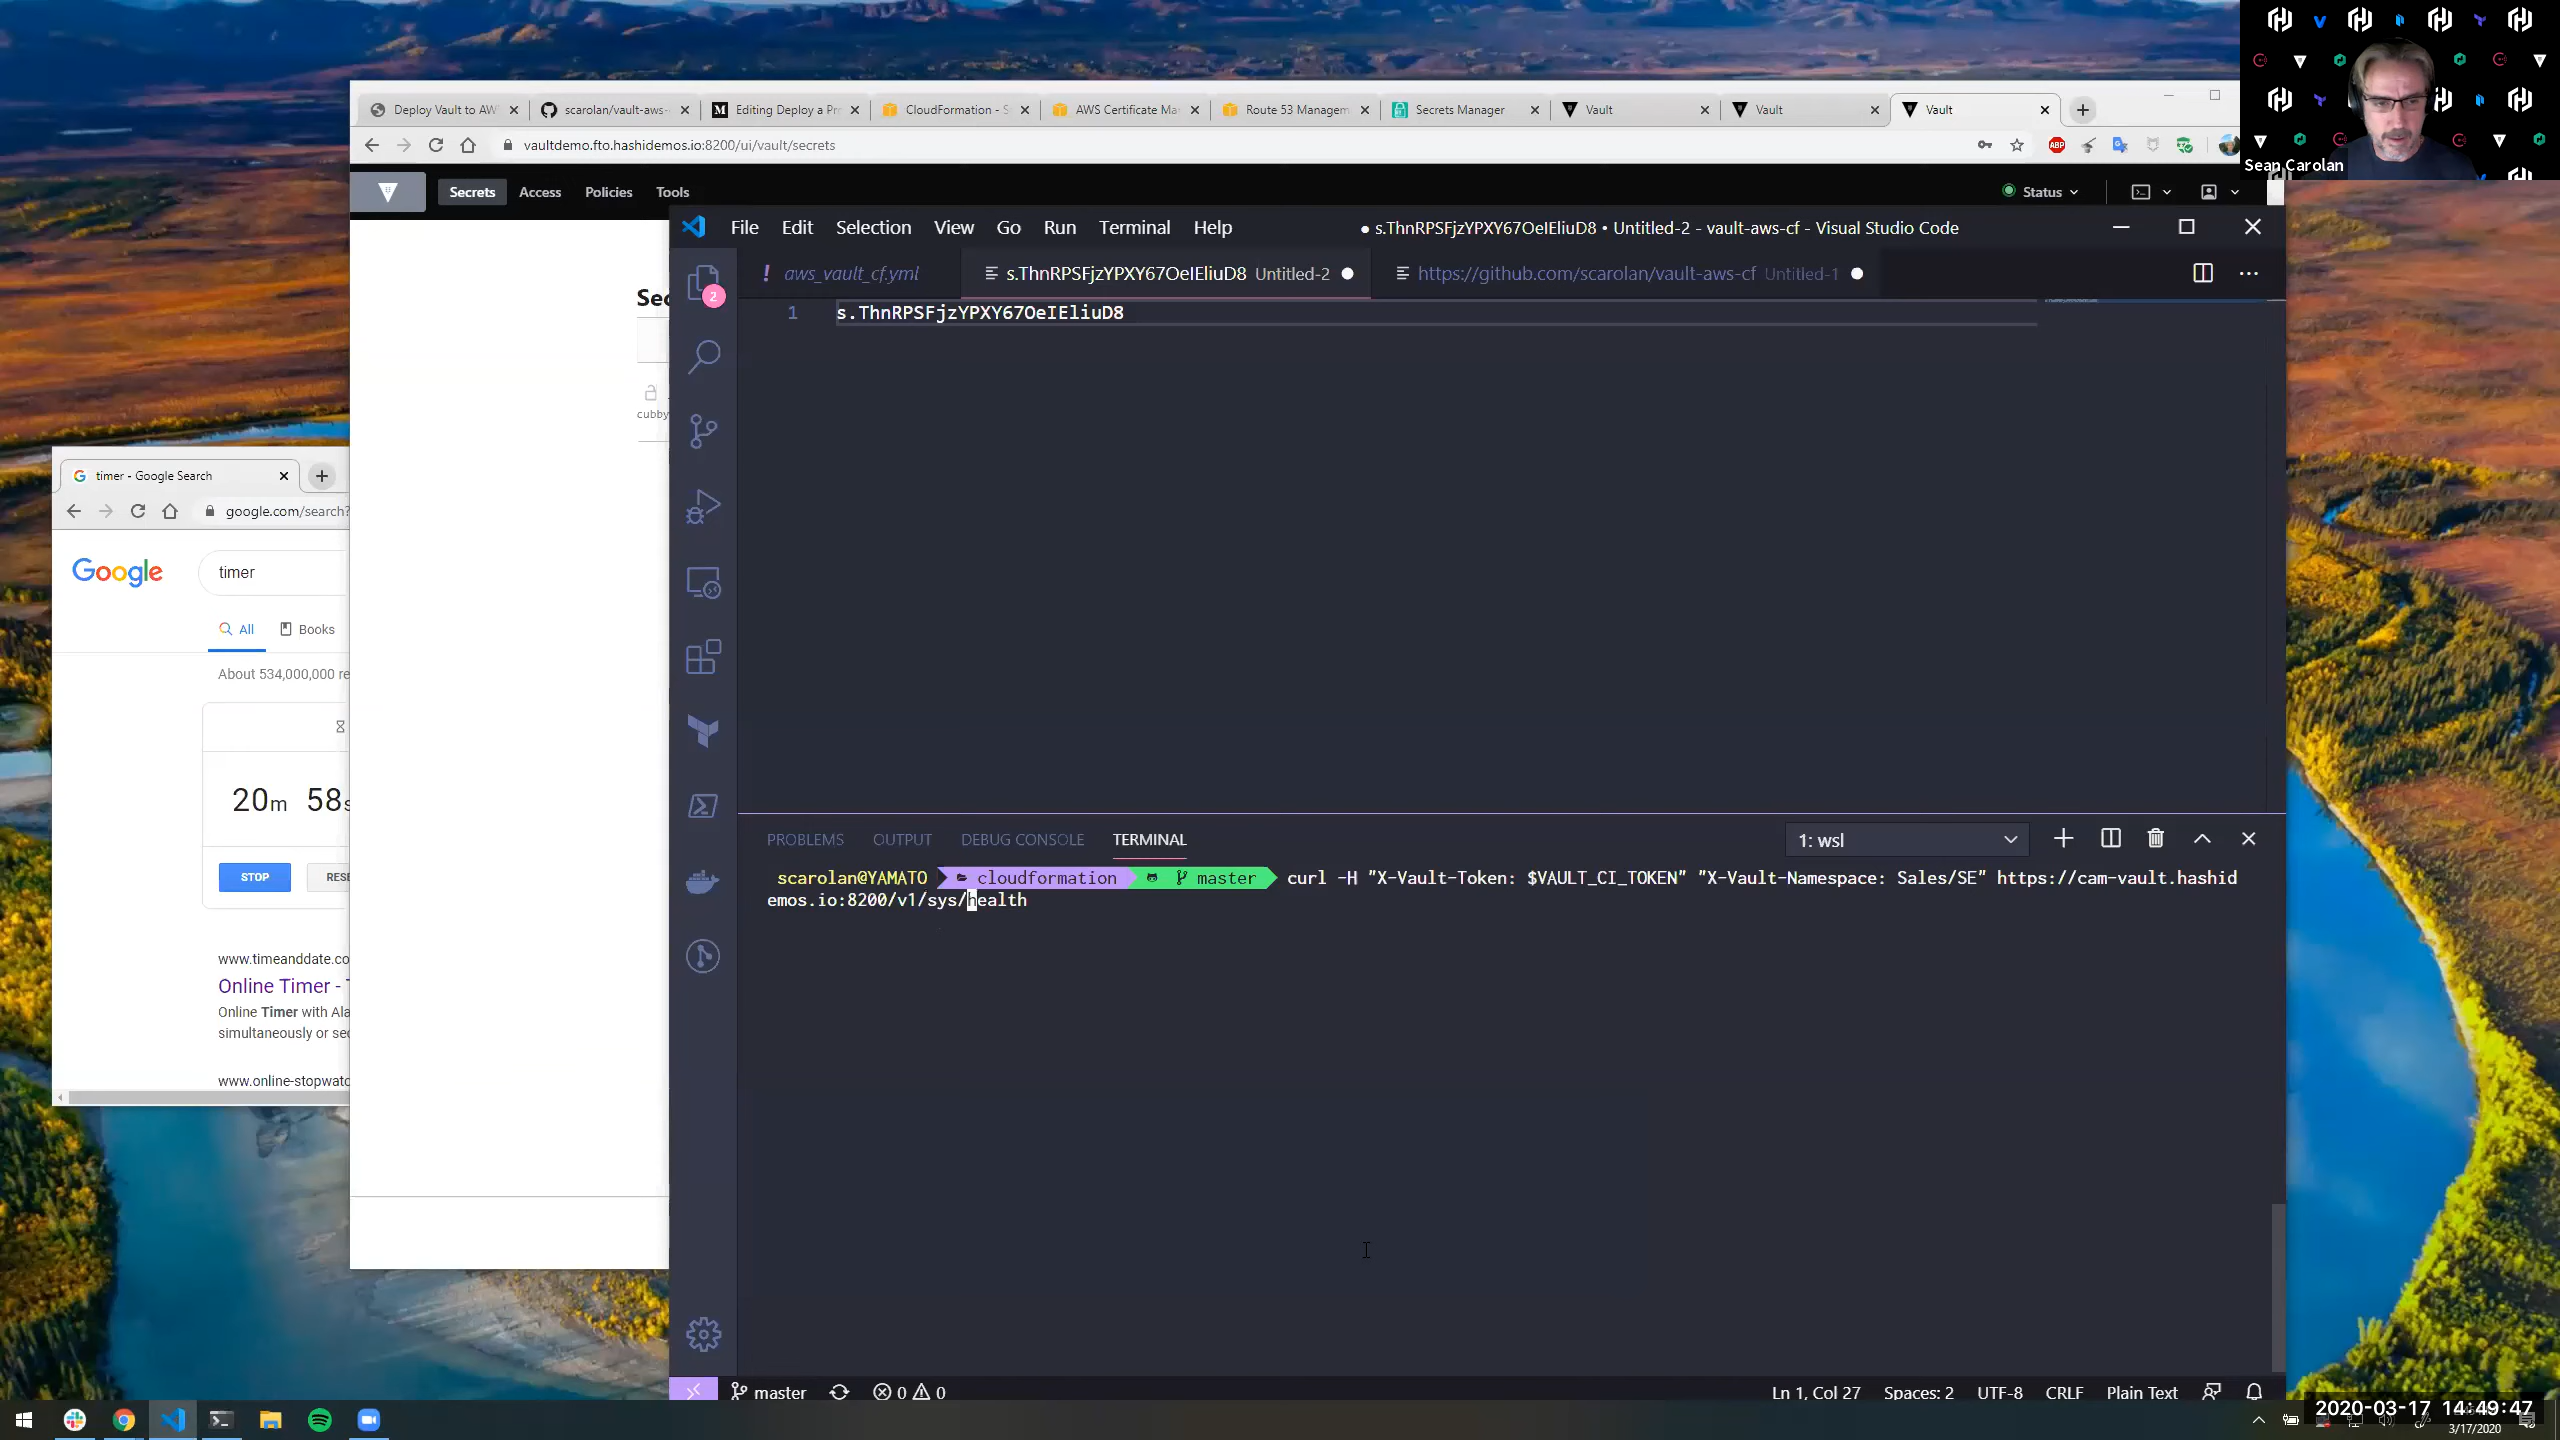 Deploy Vault to AW
scarolan/vault-aws-
Editing Deploy a Pr
CloudFormation - S
AWS Certificate Ma
Route 53 Managem
Secrets Manager
Vault
Vault
Vault
vaultdemo.fto.hashidemos.io:8200/ui/vault/secrets
ABP
Sean Carolan
Secrets Access Policies Tools
Status
Sec
cubby
File Edit Selection View Go Run Terminal Help
● s.ThnRPSFjzYPXY67OeIEliuD8 • Untitled-2 - vault-aws-cf - Visual Studio Code
2
! aws_vault_cf.yml
s.ThnRPSFjzYPXY67OeIEliuD8 Untitled-2
https://github.com/scarolan/vault-aws-cf Untitled-1
1 s.ThnRPSFjzYPXY67OeIEliuD8
timer - Google Search
google.com/search?
Google
timer
All
Books
About 534,000,000 re
20m 58s
STOP
RESE
www.timeanddate.co
Online Timer - T
Online Timer with Ala
simultaneously or sec
www.online-stopwatc
PROBLEMS OUTPUT DEBUG CONSOLE TERMINAL
1: wsl
scarolan@YAMATO cloudformation master curl -H "X-Vault-Token: $VAULT_CI_TOKEN" "X-Vault-Namespace: Sales/SE" https://cam-vault.hashid
emos.io:8200/v1/sys/health
master
0 0
Ln 1, Col 27 Spaces: 2 UTF-8 CRLF Plain Text
2020-03-17 14:49:47
3/17/2020